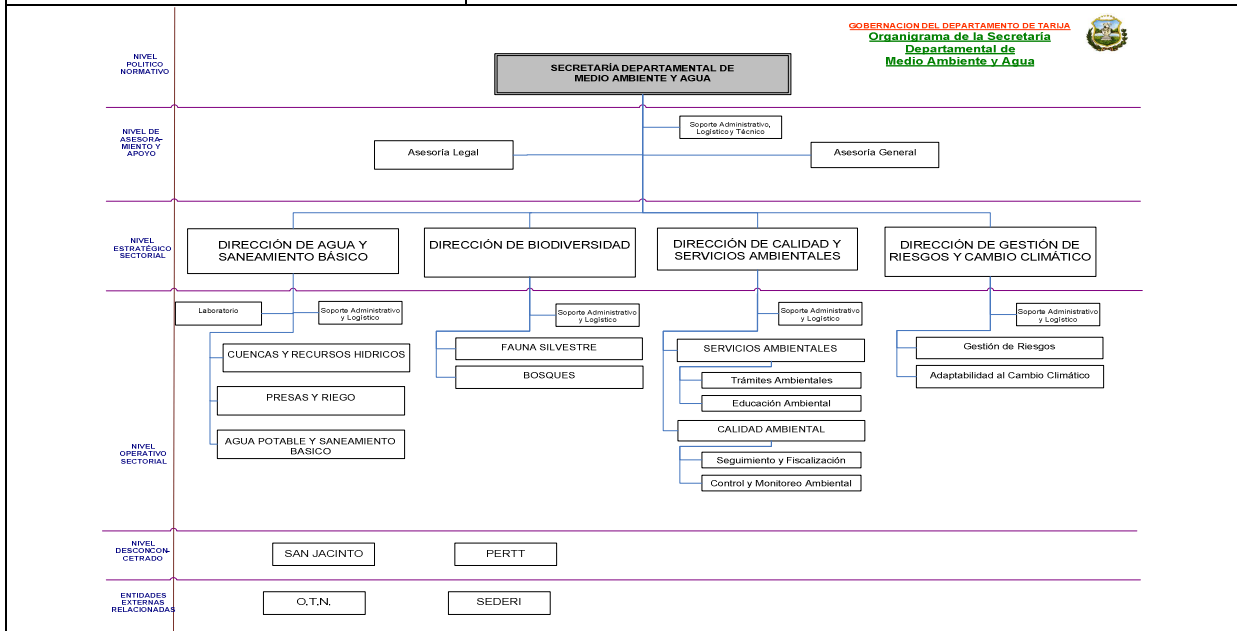 GOBERNACION DEL DEPARTAMENTO DE TARIJA
Organigrama de la Secretaría
Departamental de
Medio Ambiente y Agua
NIVEL
POLITICO
NORMATIVO
SECRETARÍA DEPARTAMENTAL DE
MEDIO AMBIENTE Y AGUA
NIVEL DE
ASESORA-
MIENTO Y
APOYO
Soporte Administrativo,
Logístico y Técnico
Asesoría Legal
Asesoría General
NIVEL
ESTRATÉGICO
SECTORIAL
DIRECCIÓN DE AGUA Y
SANEAMIENTO BÁSICO
DIRECCIÓN DE BIODIVERSIDAD
DIRECCIÓN DE CALIDAD Y
SERVICIOS AMBIENTALES
DIRECCIÓN DE GESTIÓN DE
RIESGOS Y CAMBIO CLIMÁTICO
Laboratorio
Soporte Administrativo
y Logístico
Soporte Administrativo
y Logístico
Soporte Administrativo
y Logístico
Soporte Administrativo
y Logístico
CUENCAS Y RECURSOS HIDRICOS
PRESAS Y RIEGO
AGUA POTABLE Y SANEAMIENTO
BASICO
FAUNA SILVESTRE
BOSQUES
SERVICIOS AMBIENTALES
Trámites Ambientales
Educación Ambiental
CALIDAD AMBIENTAL
Seguimiento y Fiscalización
Control y Monitoreo Ambiental
Gestión de Riesgos
Adaptabilidad al Cambio Climático
NIVEL
OPERATIVO
SECTORIAL
NIVEL
DESCONCON-
CETRADO
SAN JACINTO
PERTT
ENTIDADES
EXTERNAS
RELACIONADAS
O.T.N.
SEDERI